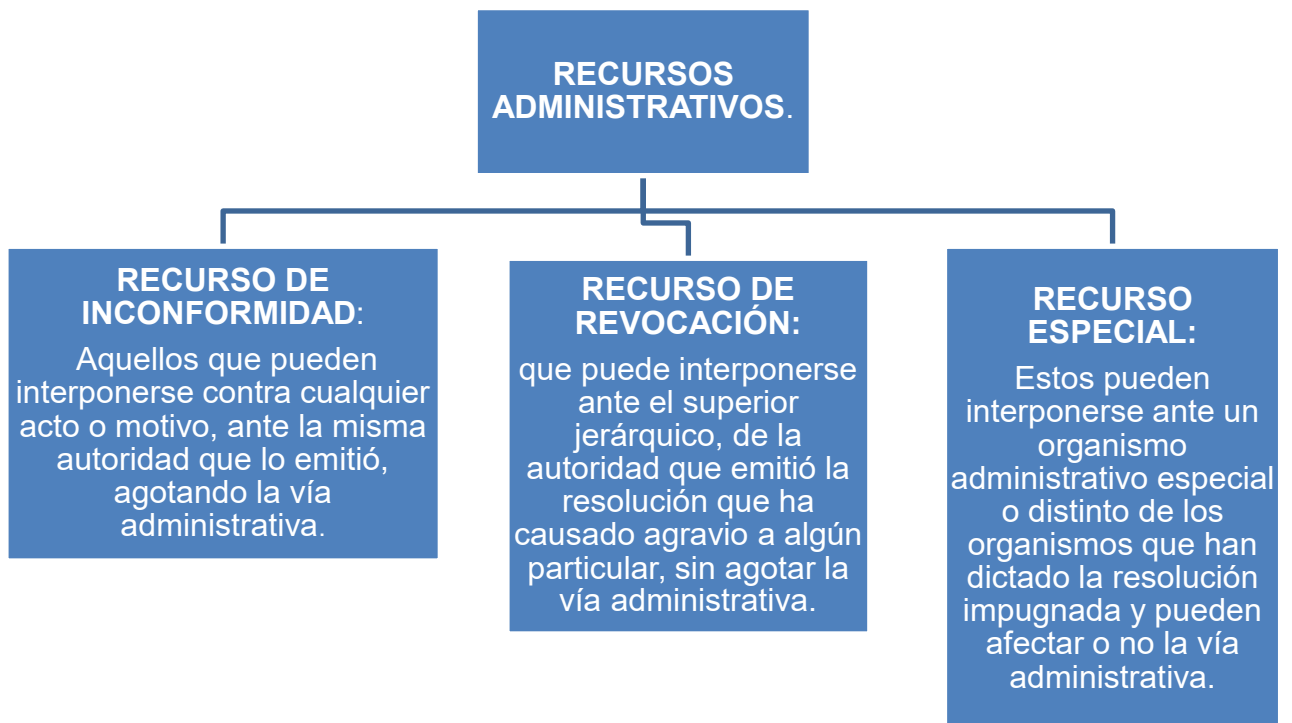 RECURSOS
ADMINISTRATIVOS.
RECURSO DE
INCONFORMIDAD:
Aquellos que pueden
interponerse contra cualquier
acto o motivo, ante la misma
autoridad que lo emitió,
agotando la vía
administrativa.
RECURSO DE
REVOCACIÓN:
que puede interponerse
ante el superior
jerárquico, de la
autoridad que emitió la
resolución que ha
causado agravio a algún
particular, sin agotar la
vía administrativa.
RECURSO
ESPECIAL:
Estos pueden
interponerse ante un
organismo
administrativo especial
o distinto de los
organismos que han
dictado la resolución
impugnada y pueden
afectar o no la vía
administrativa.